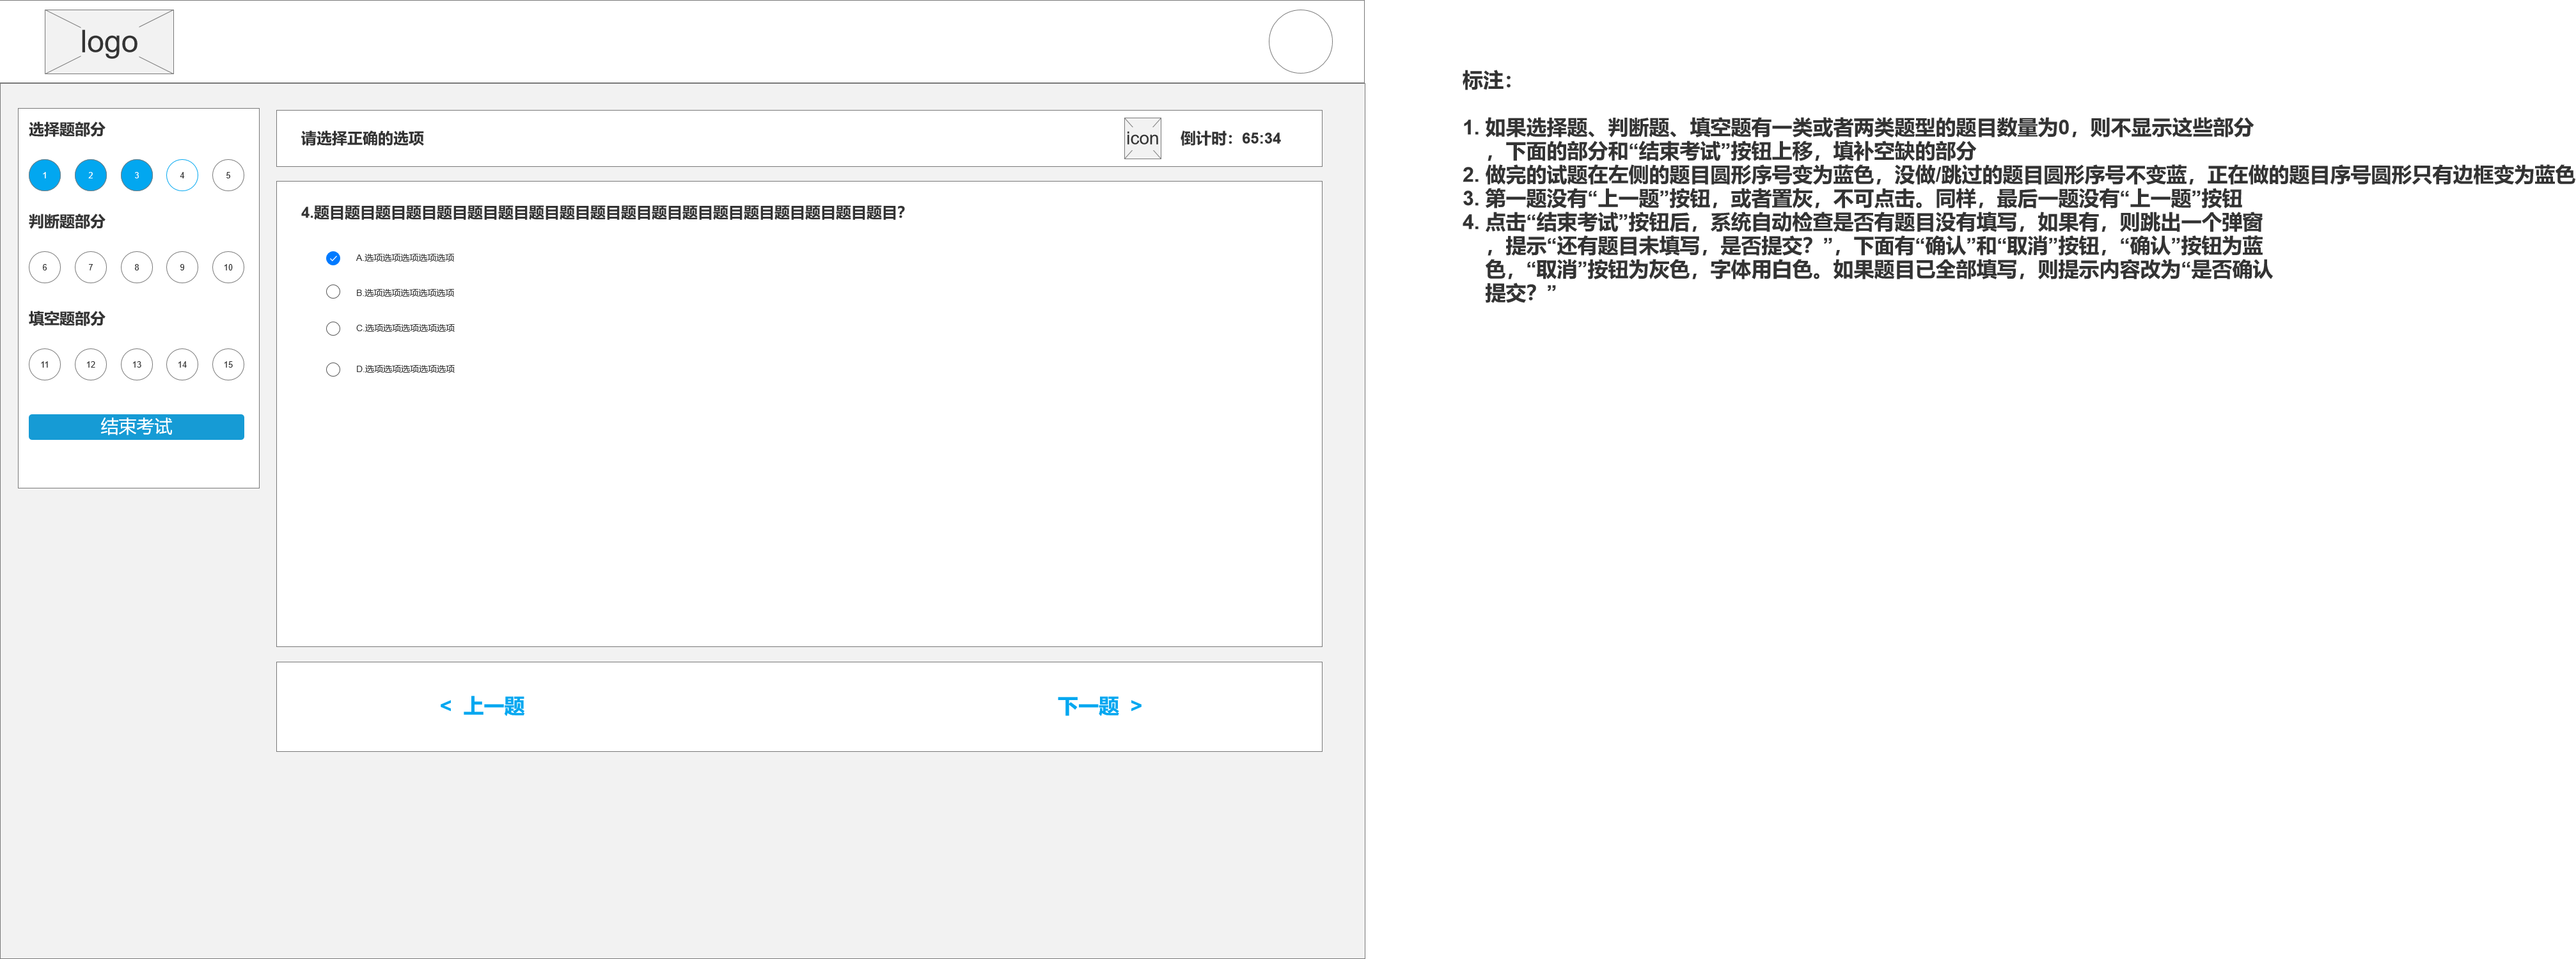 logo
选择题部分
1 2 3 4 5
判断题部分
6 7 8 9 10
填空题部分
11 12 13 14 15
结束考试
请选择正确的选项
icon
倒计时：65:34
4.题目题目题目题目题目题目题目题目题目题目题目题目题目题目题目题目题目题目题目？
A.选项选项选项选项选项
B.选项选项选项选项选项
C.选项选项选项选项选项
D.选项选项选项选项选项
< 上一题
下一题 >
标注：
1. 如果选择题、判断题、填空题有一类或者两类题型的题目数量为0，则不显示这些部分
，下面的部分和“结束考试”按钮上移，填补空缺的部分
2. 做完的试题在左侧的题目圆形序号变为蓝色，没做/跳过的题目圆形序号不变蓝，正在做的题目序号圆形只有边框变为蓝色
3. 第一题没有“上一题”按钮，或者置灰，不可点击。同样，最后一题没有“上一题”按钮
4. 点击“结束考试”按钮后，系统自动检查是否有题目没有填写，如果有，则跳出一个弹窗
，提示“还有题目未填写，是否提交？”，下面有“确认”和“取消”按钮，“确认”按钮为蓝
色，“取消”按钮为灰色，字体用白色。如果题目已全部填写，则提示内容改为“是否确认
提交？”